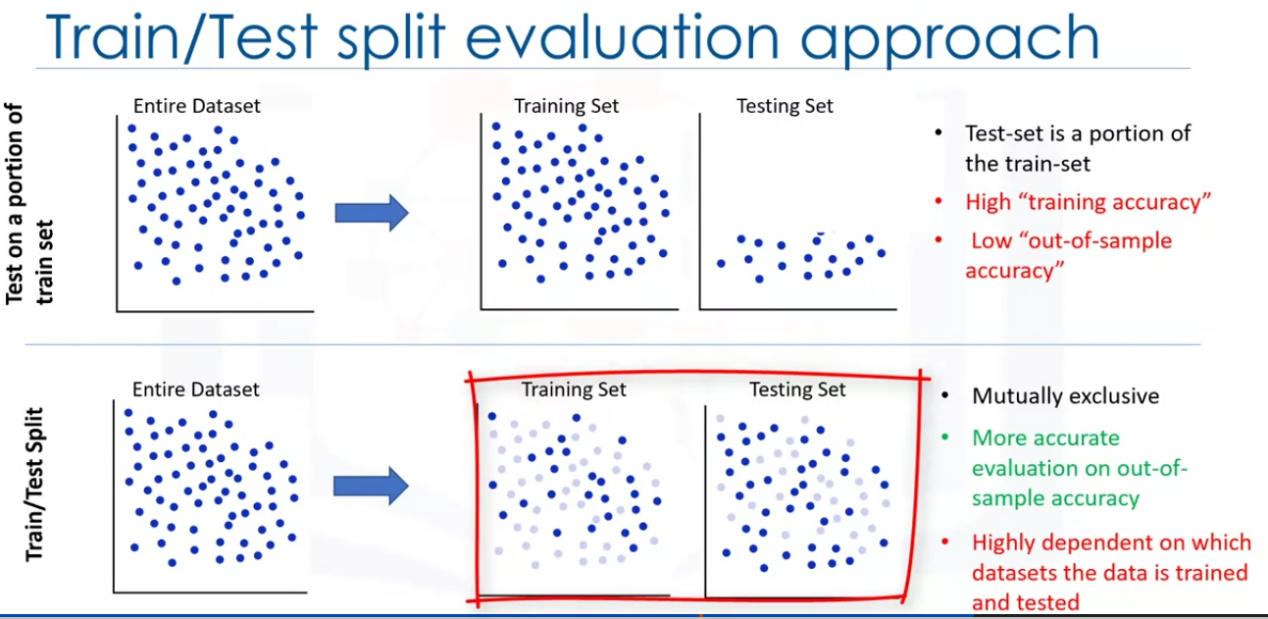 Train/Test split evaluation approach
Test on a portion of
train set
Entire Dataset
Training Set
Testing Set
• Test-set is a portion of
the train-set
• High “training accuracy”
• Low “out-of-sample
accuracy”
Train/Test Split
Entire Dataset
Training Set
Testing Set
• Mutually exclusive
• More accurate
evaluation on out-of-
sample accuracy
• Highly dependent on which
datasets the data is trained
and tested